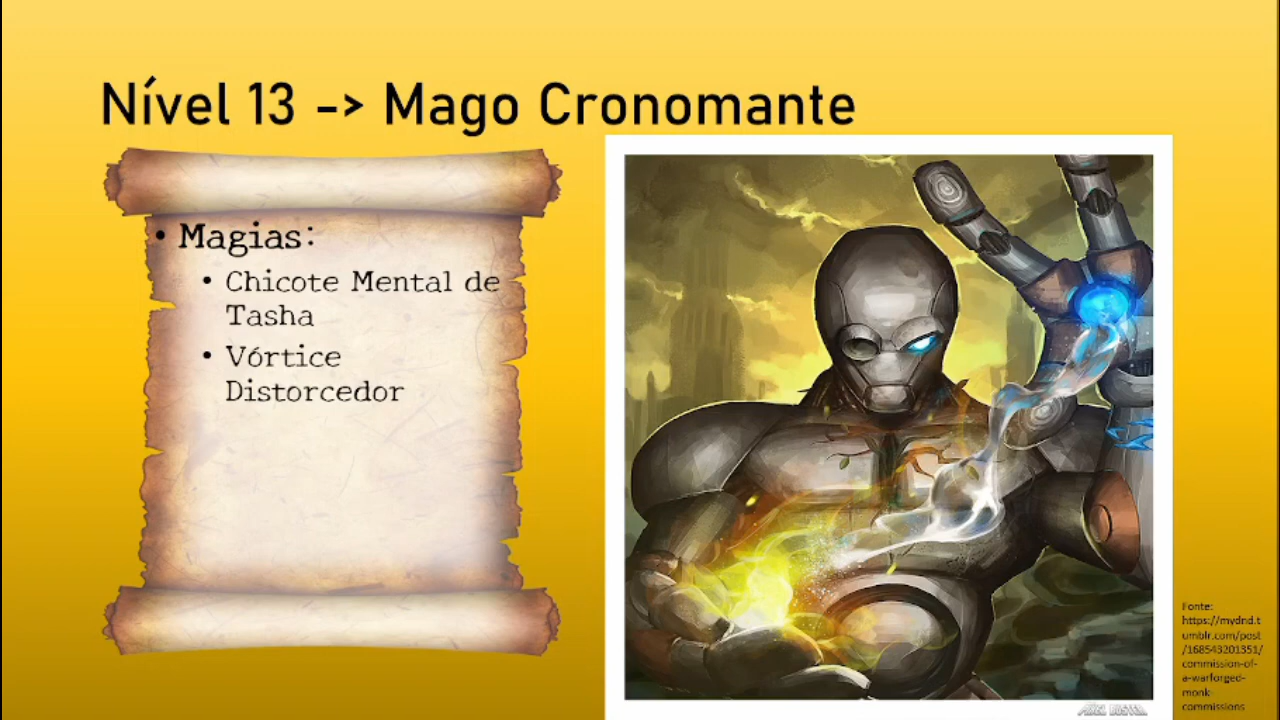 Nível 13 -> Mago Cronomante
• Magias:
• Chicote Mental de
Tasha
• Vórtice
Distorcedor
Fonte:
https://mydnd.t
umblr.com/post
/168543201351/
commission-of-
a-warforged-
monk-
commissions